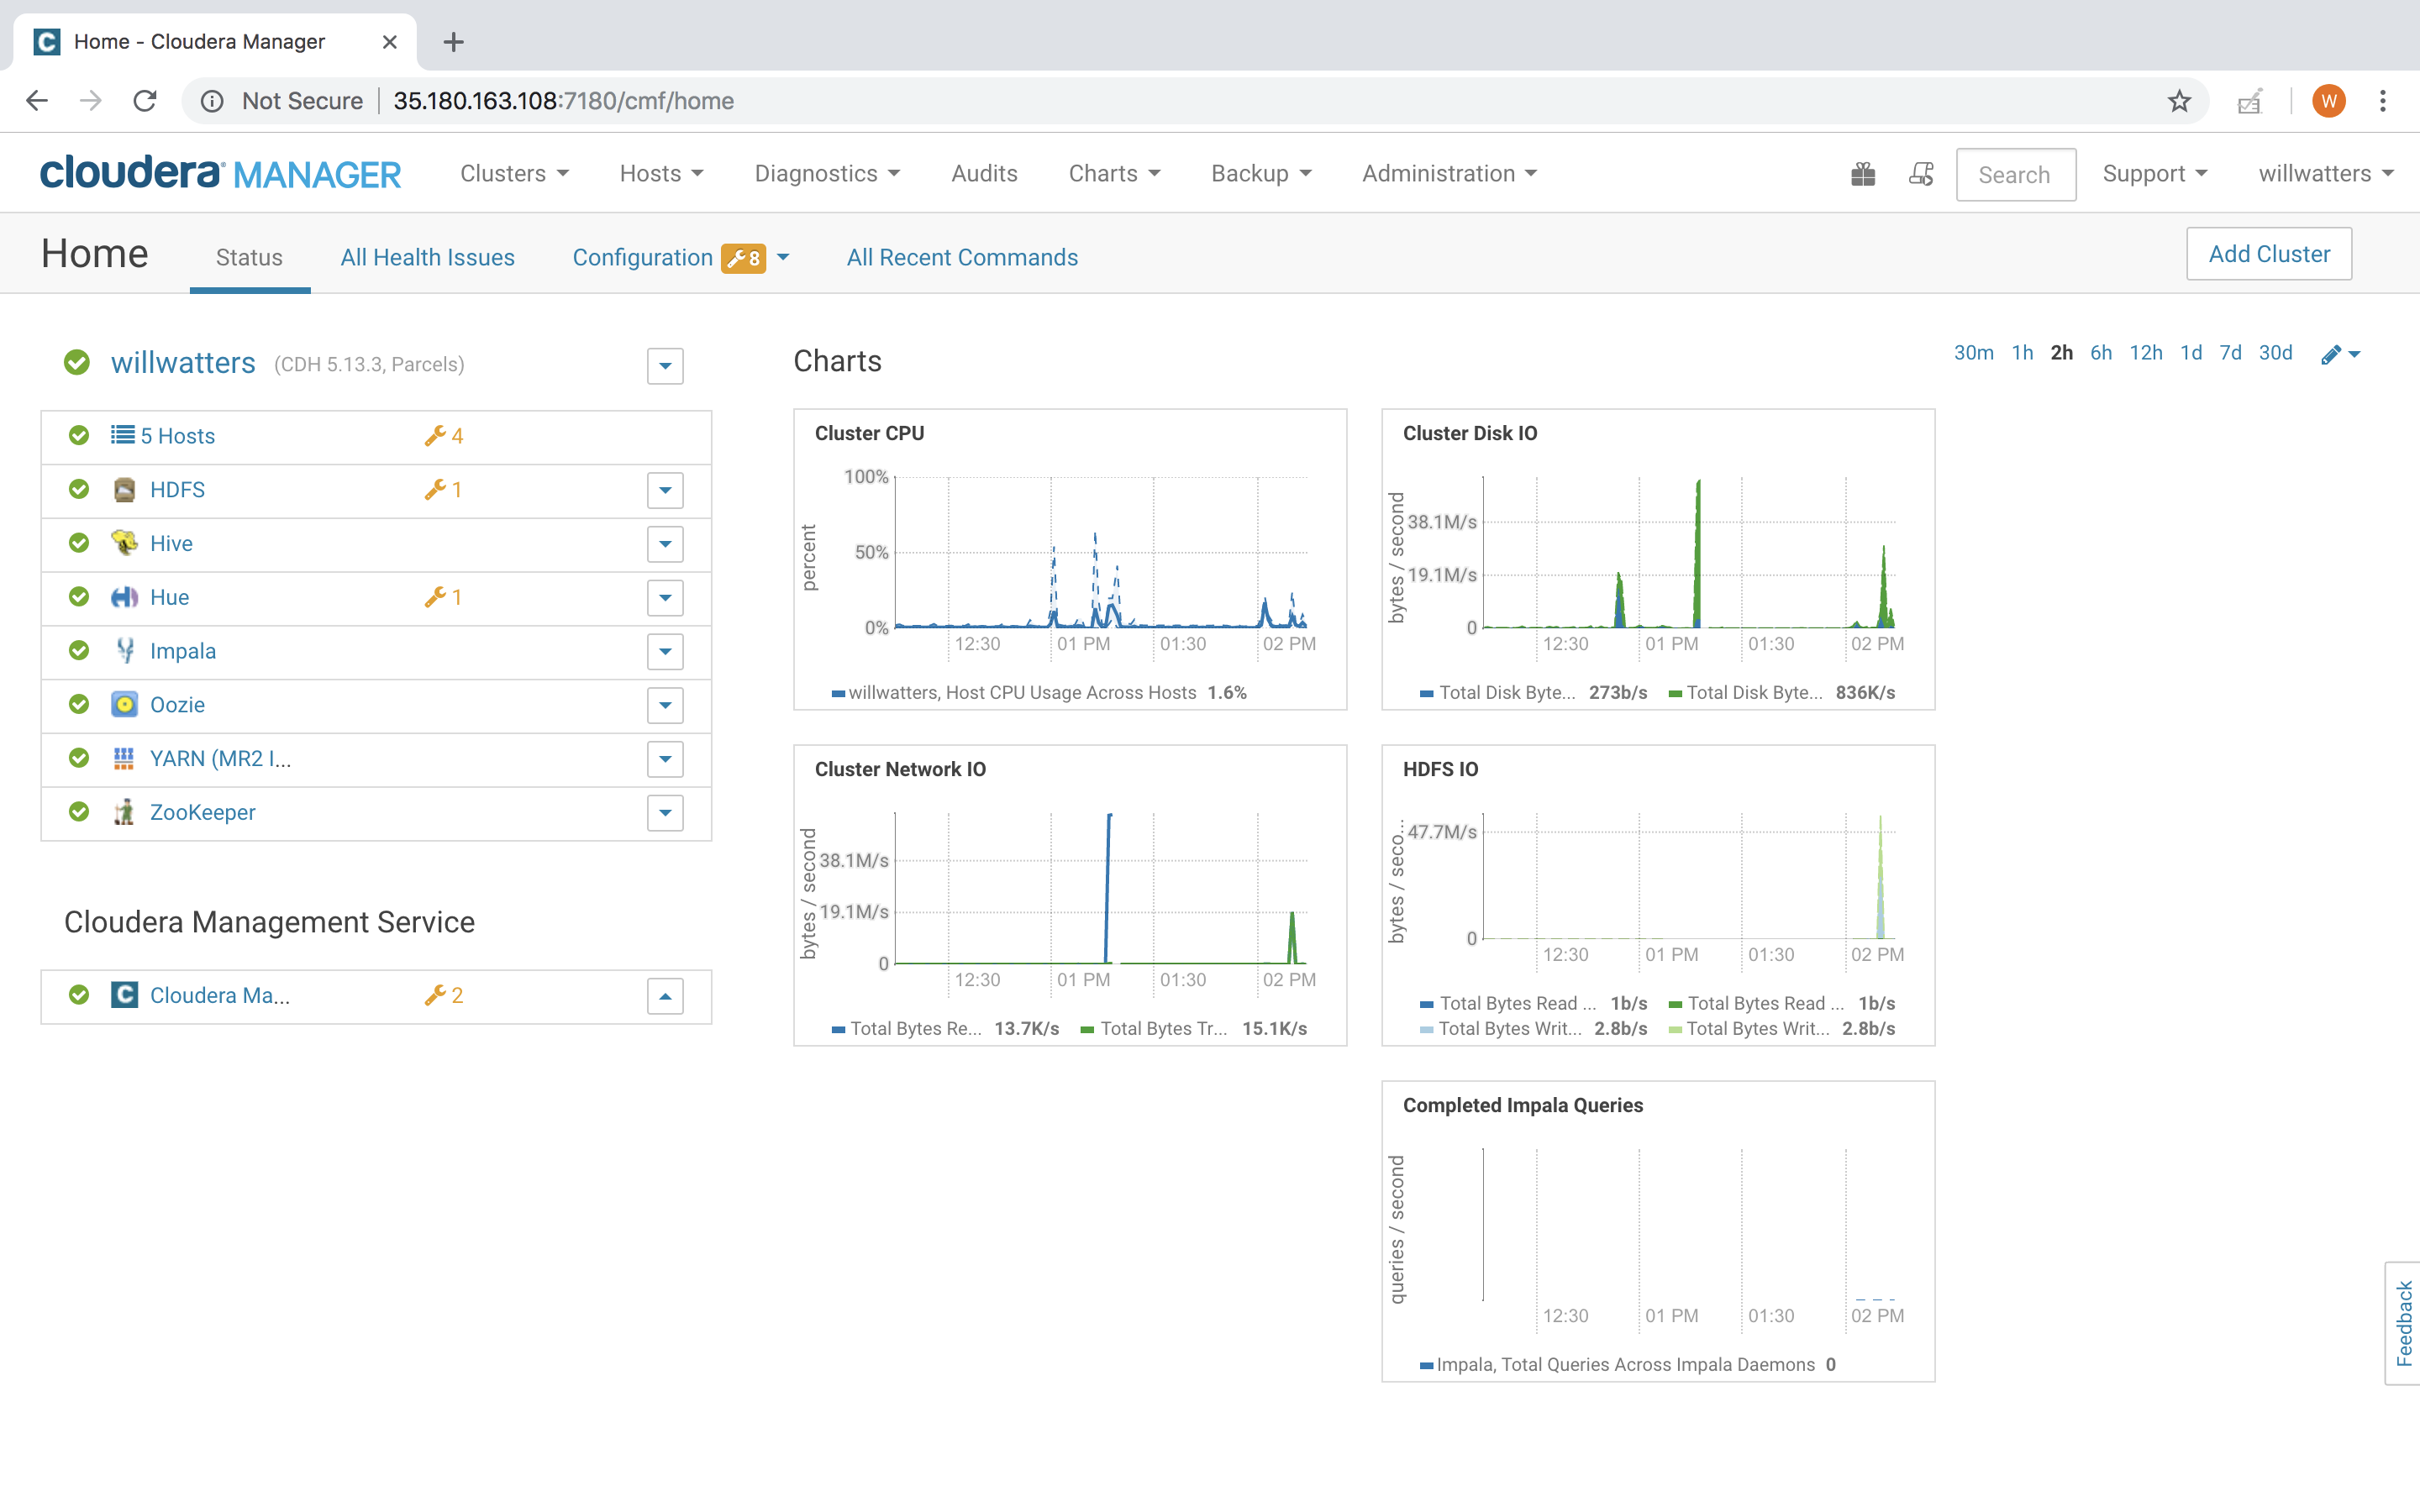 Home - Cloudera Manager
Not Secure 35.180.163.108:7180/cmf/home W
cloudera MANAGER Clusters Hosts Diagnostics Audits Charts Backup Administration Search Support willwatters
Home Status All Health Issues Configuration 8 All Recent Commands Add Cluster
willwatters (CDH 5.13.3, Parcels)
5 Hosts 4
HDFS 1
Hive
Hue 1
Impala
Oozie
YARN (MR2 I...
ZooKeeper
Cloudera Management Service
C Cloudera Ma... 2
Charts
30m 1h 2h 6h 12h 1d 7d 30d
Cluster CPU
percent
100%
50%
0%
12:30 01 PM 01:30 02 PM
willwatters, Host CPU Usage Across Hosts 1.6%
Cluster Disk IO
bytes / second
38.1M/s
19.1M/s
0
12:30 01 PM 01:30 02 PM
Total Disk Byte... 273b/s Total Disk Byte... 836K/s
Cluster Network IO
bytes / second
38.1M/s
19.1M/s
0
12:30 01 PM 01:30 02 PM
Total Bytes Re... 13.7K/s Total Bytes Tr... 15.1K/s
HDFS IO
bytes / seco...
47.7M/s
0
12:30 01 PM 01:30 02 PM
Total Bytes Read ... 1b/s Total Bytes Read ... 1b/s
Total Bytes Writ... 2.8b/s Total Bytes Writ... 2.8b/s
Completed Impala Queries
queries / second
12:30 01 PM 01:30 02 PM
Impala, Total Queries Across Impala Daemons 0
Feedback